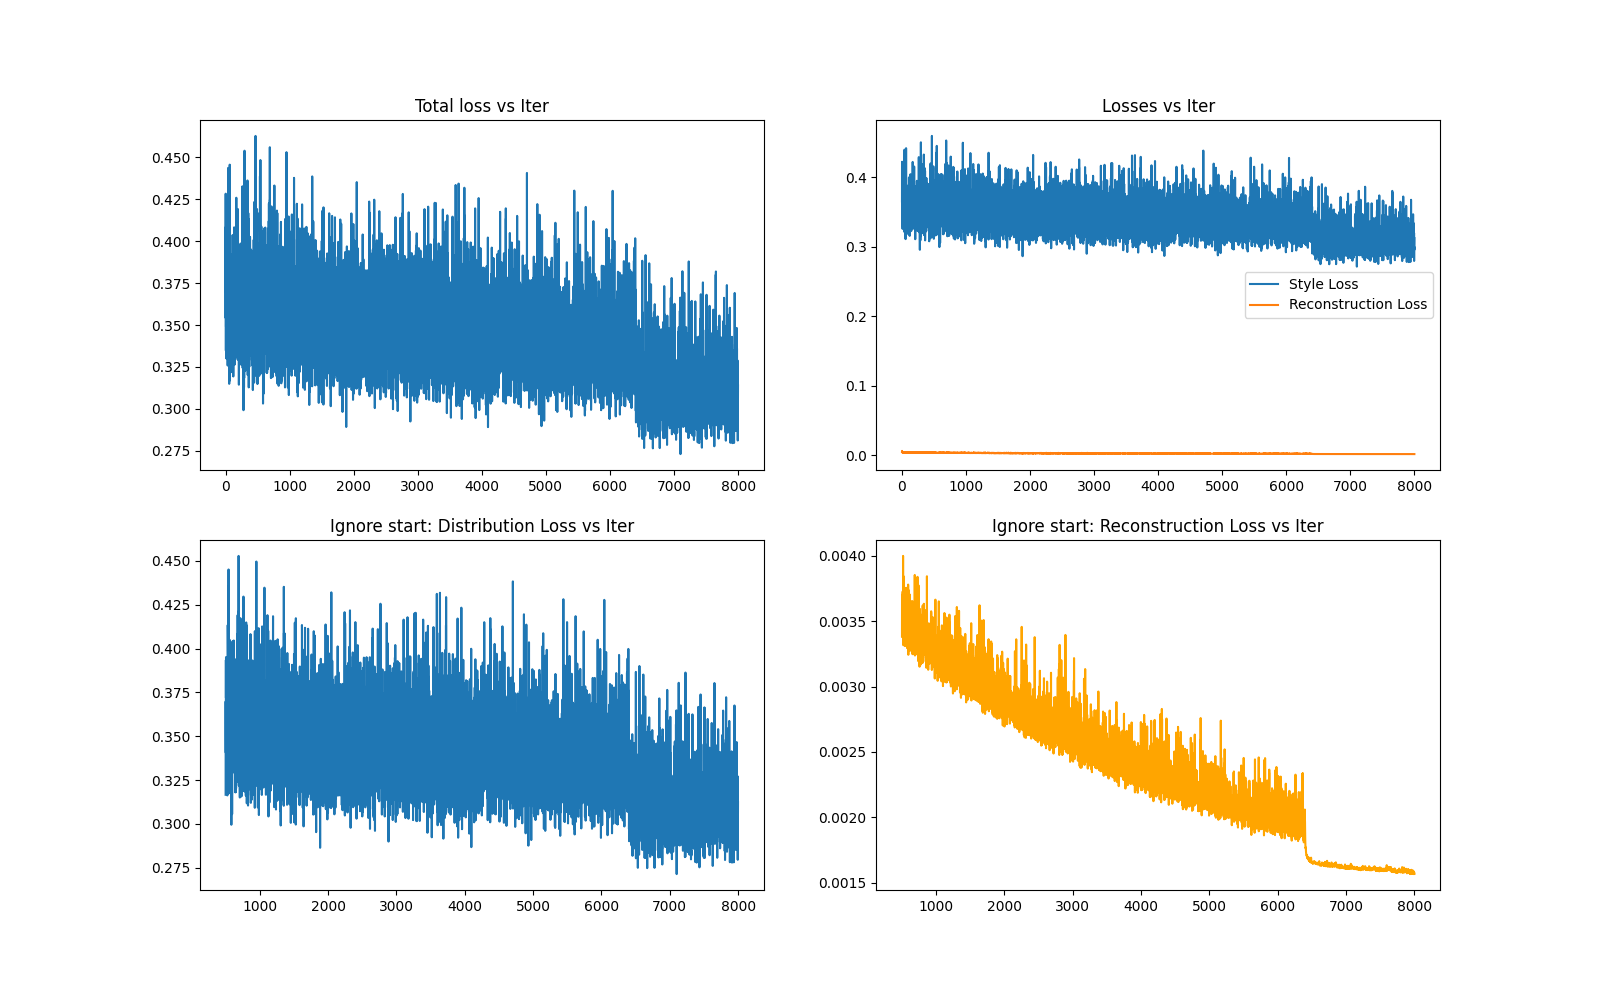 Total loss vs Iter
0.450
0.425
0.400
0.375
0.350
0.325
0.300
0.275
0 1000 2000 3000 4000 5000 6000 7000 8000
Losses vs Iter
0.4
0.3
0.2
0.1
0.0
Style Loss
Reconstruction Loss
0 1000 2000 3000 4000 5000 6000 7000 8000
Ignore start: Distribution Loss vs Iter
0.450
0.425
0.400
0.375
0.350
0.325
0.300
0.275
1000 2000 3000 4000 5000 6000 7000 8000
Ignore start: Reconstruction Loss vs Iter
0.0040
0.0035
0.0030
0.0025
0.0020
0.0015
1000 2000 3000 4000 5000 6000 7000 8000